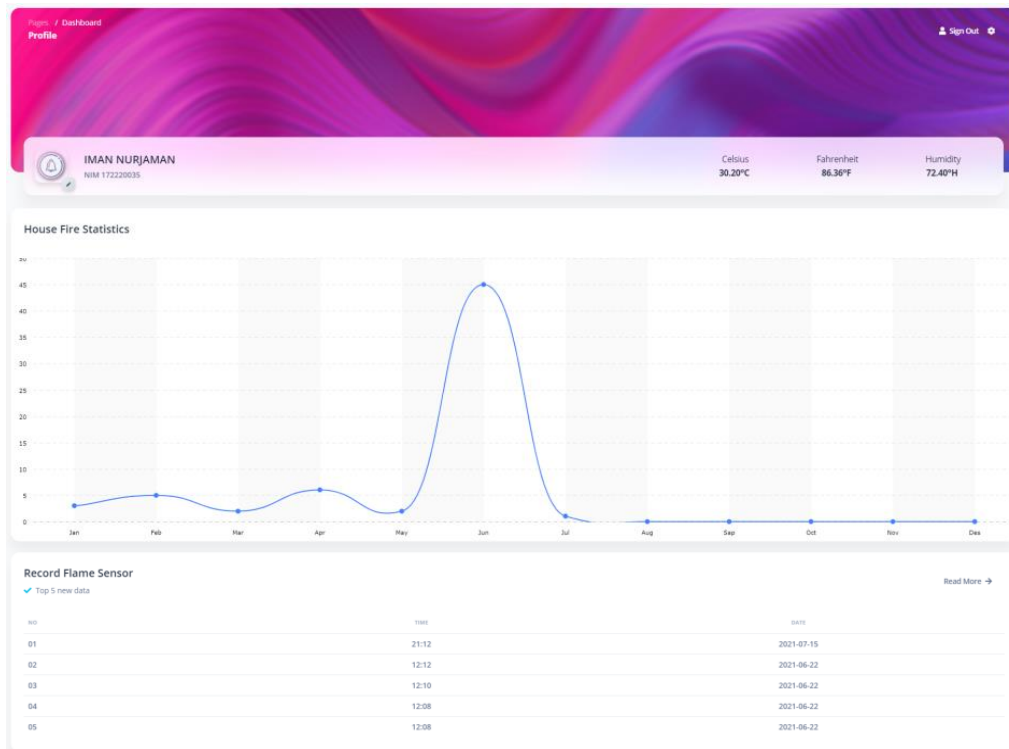 Pages / Dashboard
Sign Out
Profile
IMAN NURJAMAN
NIM 172220035
Celsius Fahrenheit Humidity
30.20°C 86.36°F 72.40°H
House Fire Statistics
50
45
40
35
30
25
20
15
10
5
0
Jan Feb Mar Apr May Jun Jul Aug Sap Oct Nov Des
Record Flame Sensor
Top 5 new data
Read More →
NO TIME DATE
01 21:12 2021-07-15
02 12:12 2021-06-22
03 12:10 2021-06-22
04 12:08 2021-06-22
05 12:08 2021-06-22